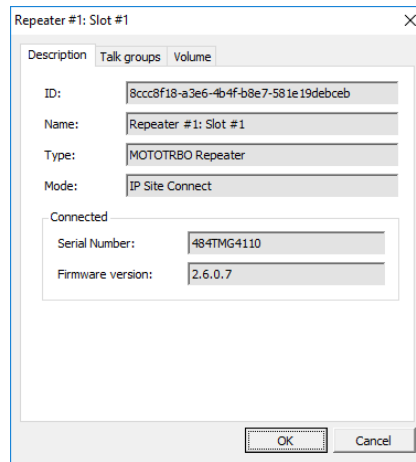 Repeater #1: Slot #1
Description Talk groups Volume
ID: 8ccc8f18-a3e6-4b4f-b8e7-581e19debceb
Name: Repeater #1: Slot #1
Type: MOTOTRBO Repeater
Mode: IP Site Connect
Connected
Serial Number: 484TMG4110
Firmware version: 2.6.0.7
OK Cancel